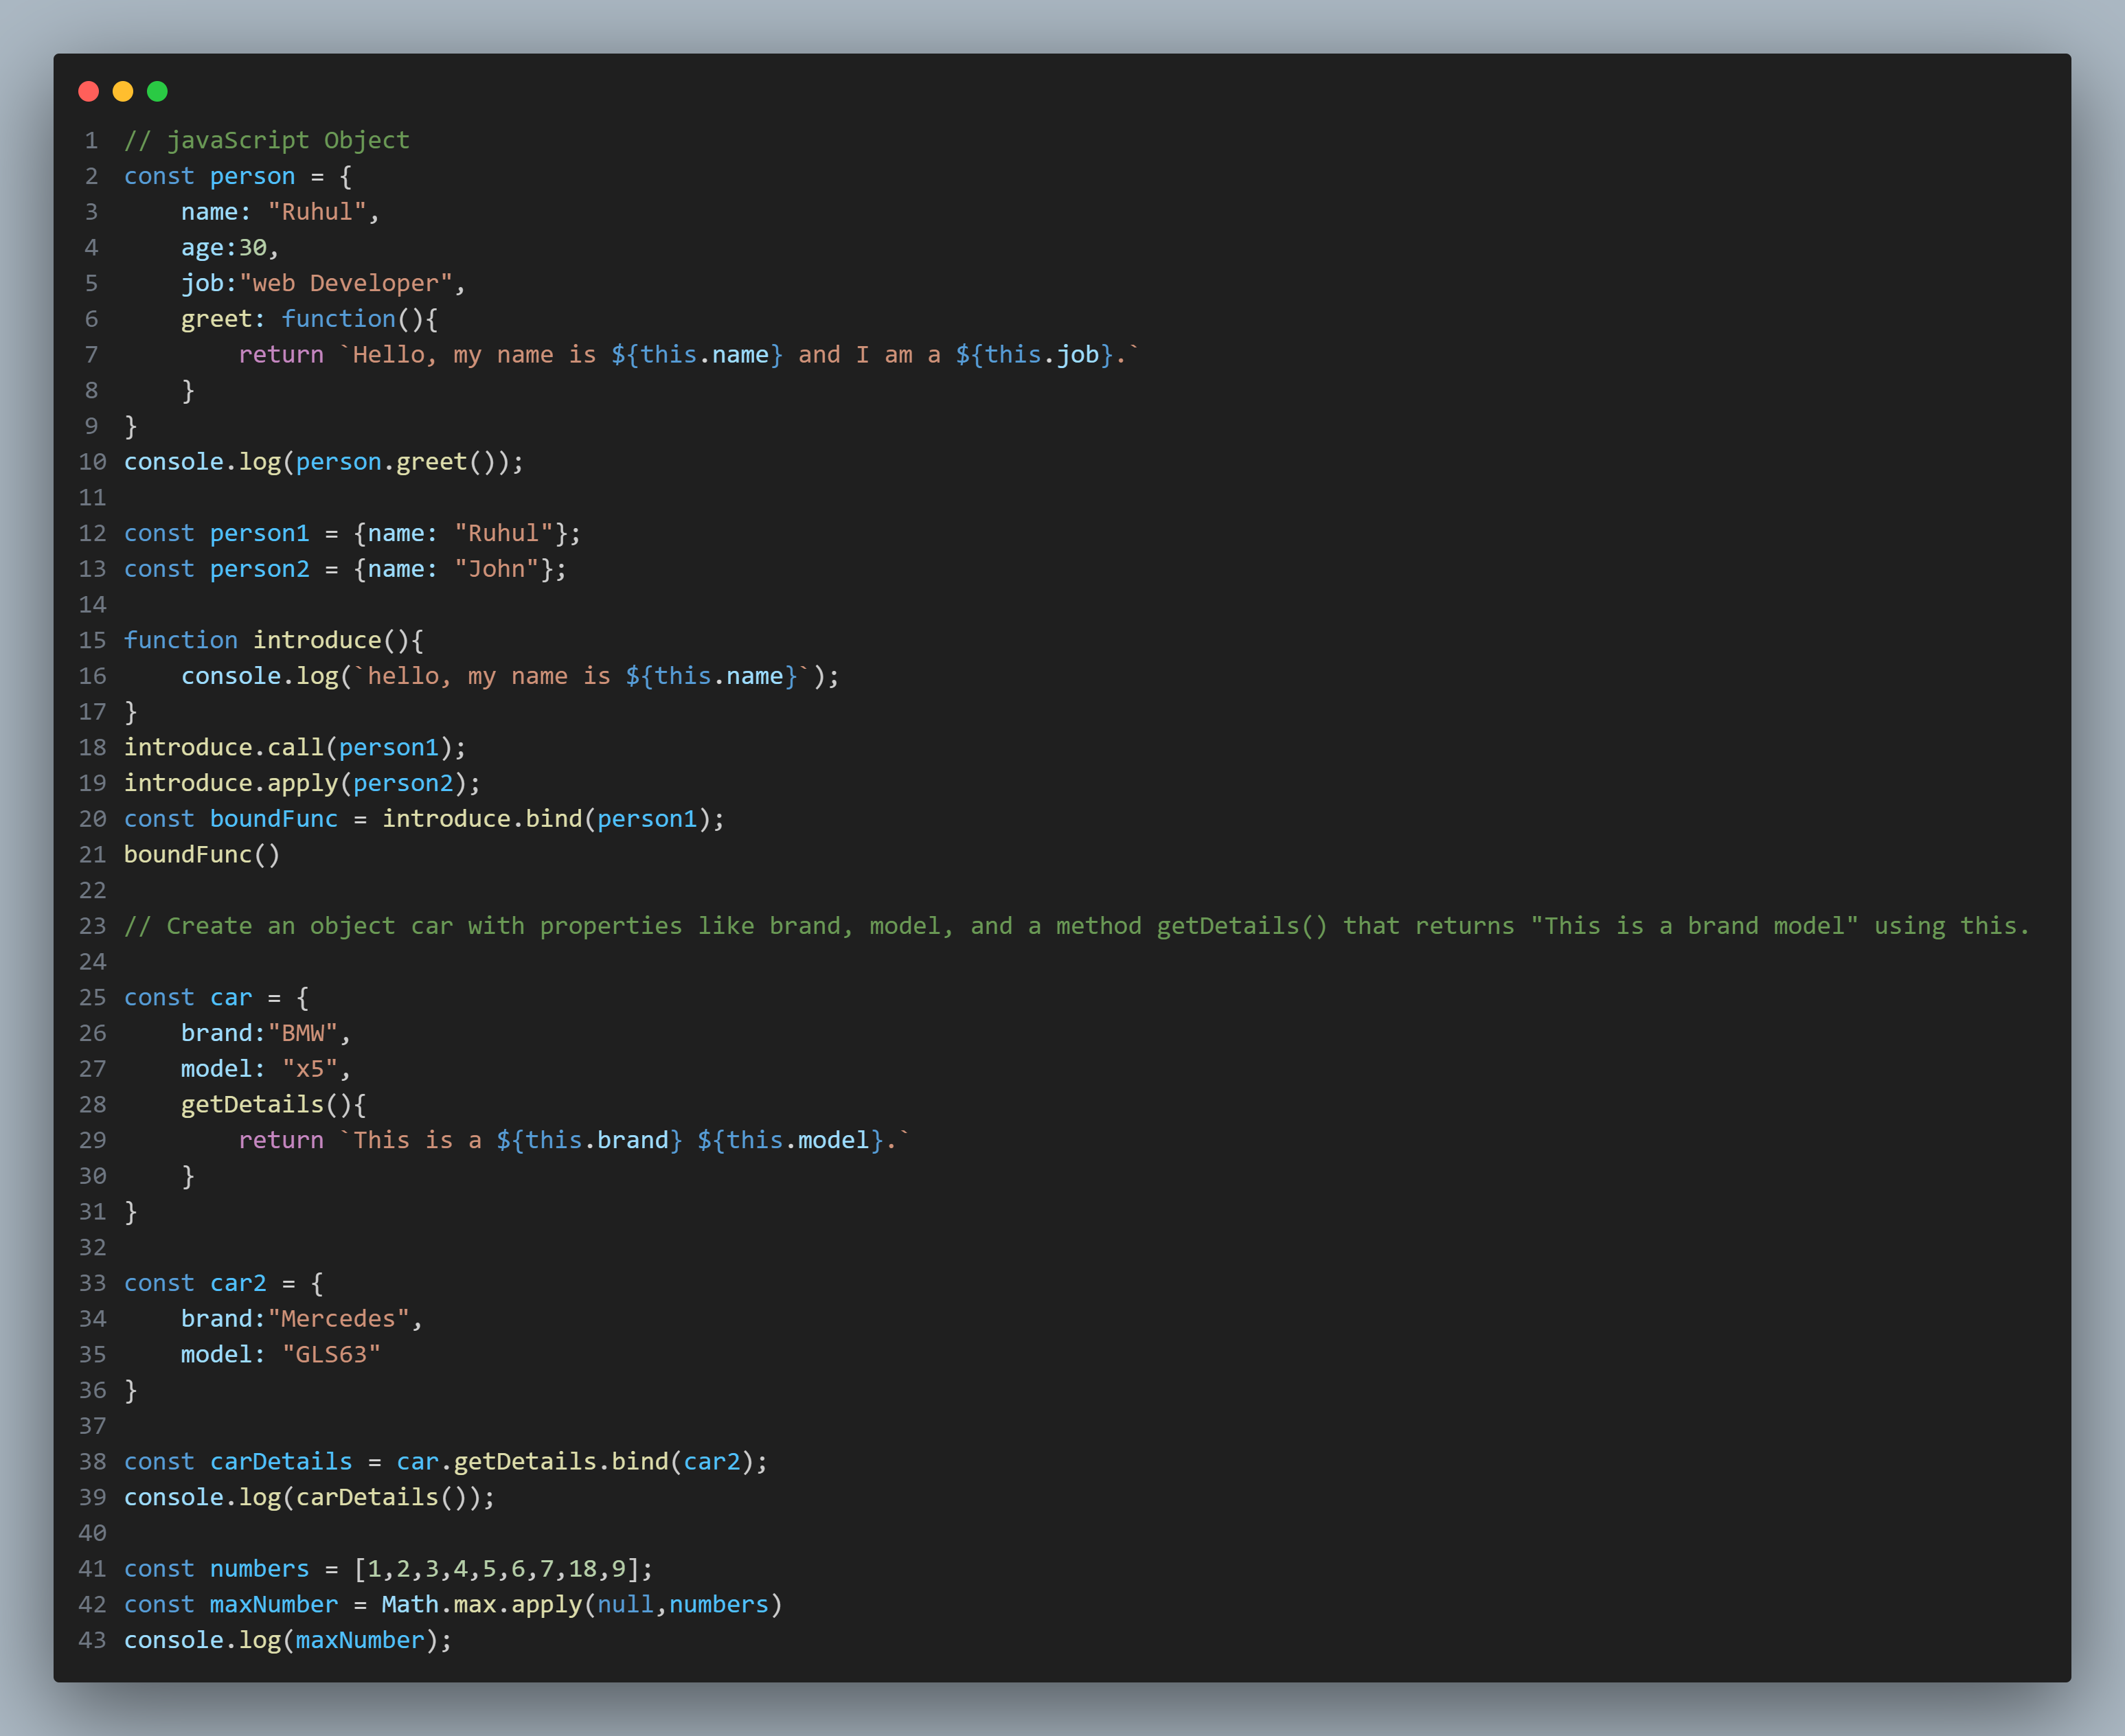 1 // javaScript Object
2 const person = {
3     name: "Ruhul",
4     age:30,
5     job:"web Developer",
6     greet: function(){
7         return `Hello, my name is ${this.name} and I am a ${this.job}.`
8     }
9 }
10 console.log(person.greet());
11
12 const person1 = {name: "Ruhul"};
13 const person2 = {name: "John"};
14
15 function introduce(){
16     console.log(`hello, my name is ${this.name}`);
17 }
18 introduce.call(person1);
19 introduce.apply(person2);
20 const boundFunc = introduce.bind(person1);
21 boundFunc()
22
23 // Create an object car with properties like brand, model, and a method getDetails() that returns "This is a brand model" using this.
24
25 const car = {
26     brand:"BMW",
27     model: "x5",
28     getDetails(){
29         return `This is a ${this.brand} ${this.model}.`
30     }
31 }
32
33 const car2 = {
34     brand:"Mercedes",
35     model: "GLS63"
36 }
37
38 const carDetails = car.getDetails.bind(car2);
39 console.log(carDetails());
40
41 const numbers = [1,2,3,4,5,6,7,18,9];
42 const maxNumber = Math.max.apply(null,numbers)
43 console.log(maxNumber);